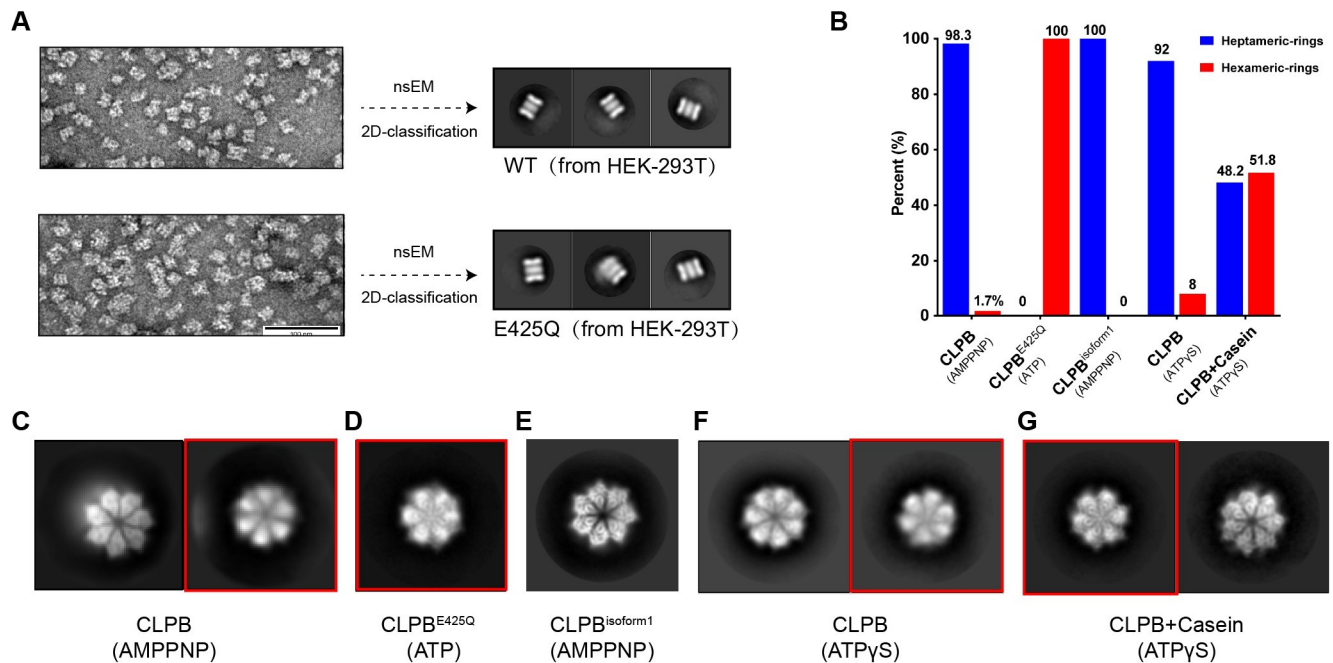 A
nsEM
2D-classification
WT (from HEK-293T)
nsEM
2D-classification
E425Q (from HEK-293T)
100 nm
B
Heptameric-rings
Hexameric-rings
Percent (%)
100
80
60
40
20
0
98.3
1.7%
0
100
100
0
92
8
48.2
51.8
CLPB
(AMPPNP)
CLPB^E425Q
(ATP)
CLPB^isoform1
(AMPPNP)
CLPB
(ATPγS)
CLPB+Casein
(ATPγS)
C
D
E
F
G
CLPB
(AMPPNP)
CLPB^E425Q
(ATP)
CLPB^isoform1
(AMPPNP)
CLPB
(ATPγS)
CLPB+Casein
(ATPγS)